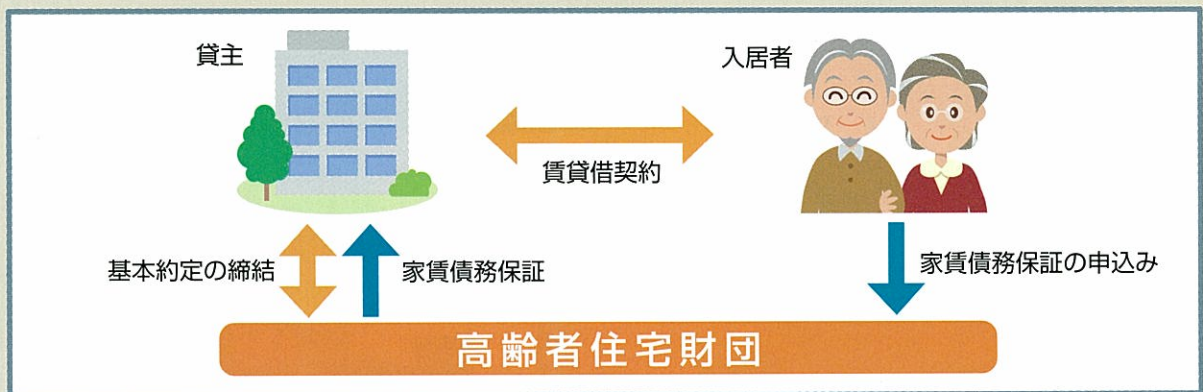 貸主
入居者
賃貸借契約
基本約定の締結
家賃債務保証
家賃債務保証の申込み
高齢者住宅財団